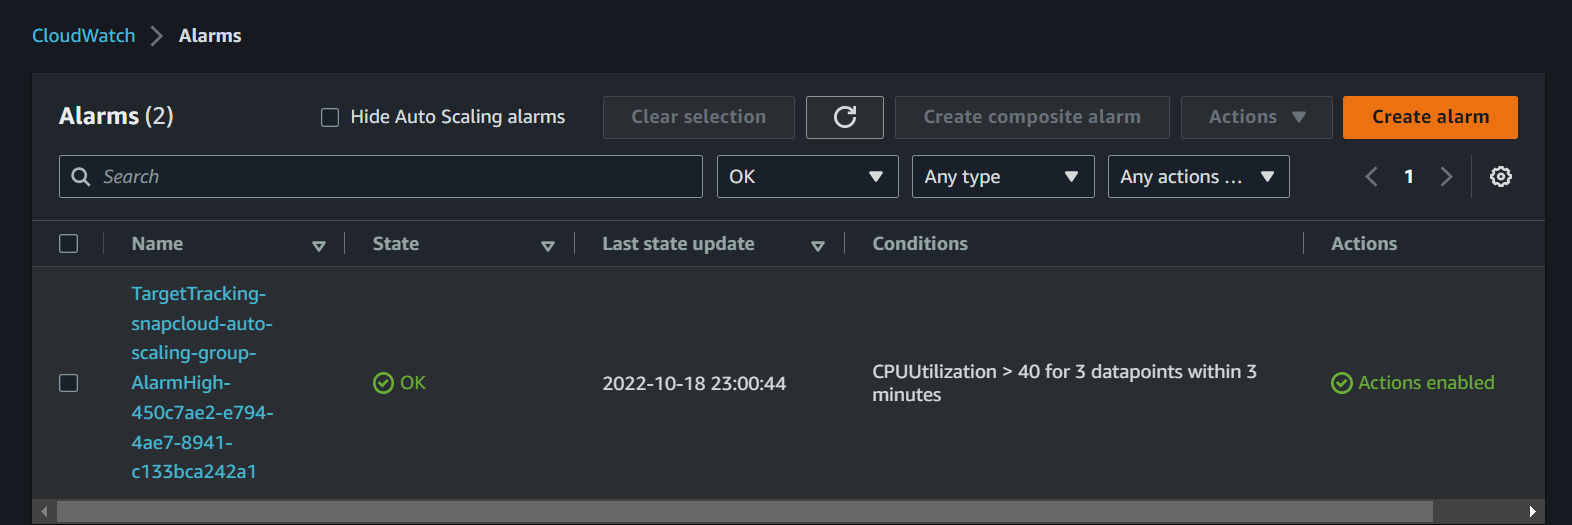 CloudWatch Alarms
Alarms (2) Hide Auto Scaling alarms Clear selection Create composite alarm Actions Create alarm
Search OK Any type Any actions ... 1
Name State Last state update Conditions Actions
TargetTracking-
snapcloud-auto-
scaling-group-
AlarmHigh-
450c7ae2-e794-
4ae7-8941-
c133bca242a1
OK
2022-10-18 23:00:44
CPUUtilization > 40 for 3 datapoints within 3
minutes
Actions enabled